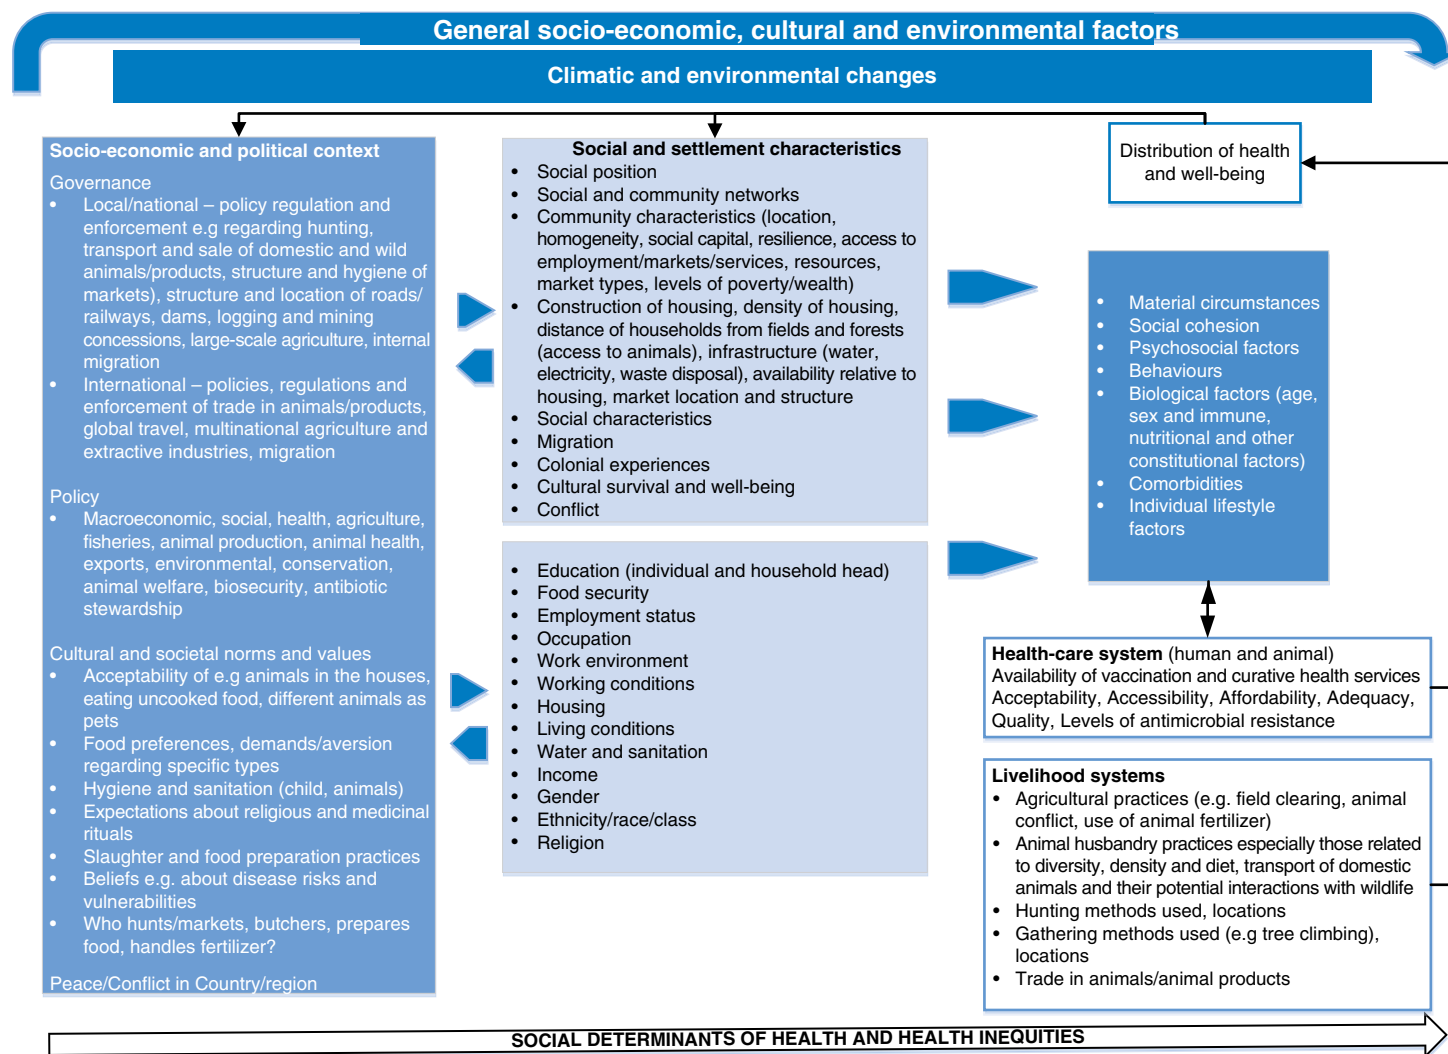 General socio-economic, cultural and environmental factors
Climatic and environmental changes
Socio-economic and political context
Governance
• Local/national – policy regulation and
enforcement e.g regarding hunting,
transport and sale of domestic and wild
animals/products, structure and hygiene of
markets), structure and location of roads/
railways, dams, logging and mining
concessions, large-scale agriculture, internal
migration
• International – policies, regulations and
enforcement of trade in animals/products,
global travel, multinational agriculture and
extractive industries, migration
Policy
• Macroeconomic, social, health, agriculture,
fisheries, animal production, animal health,
exports, environmental, conservation,
animal welfare, biosecurity, antibiotic
stewardship
Cultural and societal norms and values
• Acceptability of e.g animals in the houses,
eating uncooked food, different animals as
pets
• Food preferences, demands/aversion
regarding specific types
• Hygiene and sanitation (child, animals)
• Expectations about religious and medicinal
rituals
• Slaughter and food preparation practices
• Beliefs e.g. about disease risks and
vulnerabilities
• Who hunts/markets, butchers, prepares
food, handles fertilizer?
Peace/Conflict in Country/region
Social and settlement characteristics
• Social position
• Social and community networks
• Community characteristics (location,
homogeneity, social capital, resilience, access to
employment/markets/services, resources,
market types, levels of poverty/wealth)
• Construction of housing, density of housing,
distance of households from fields and forests
(access to animals), infrastructure (water,
electricity, waste disposal), availability relative to
housing, market location and structure
• Social characteristics
• Migration
• Colonial experiences
• Cultural survival and well-being
• Conflict
• Education (individual and household head)
• Food security
• Employment status
• Occupation
• Work environment
• Working conditions
• Housing
• Living conditions
• Water and sanitation
• Income
• Gender
• Ethnicity/race/class
• Religion
Distribution of health
and well-being
• Material circumstances
• Social cohesion
• Psychosocial factors
• Behaviours
• Biological factors (age,
sex and immune,
nutritional and other
constitutional factors)
• Comorbidities
• Individual lifestyle
factors
Health-care system (human and animal)
Availability of vaccination and curative health services
Acceptability, Accessibility, Affordability, Adequacy,
Quality, Levels of antimicrobial resistance
Livelihood systems
• Agricultural practices (e.g. field clearing, animal
conflict, use of animal fertilizer)
• Animal husbandry practices especially those related
to diversity, density and diet, transport of domestic
animals and their potential interactions with wildlife
• Hunting methods used, locations
• Gathering methods used (e.g tree climbing),
locations
• Trade in animals/animal products
SOCIAL DETERMINANTS OF HEALTH AND HEALTH INEQUITIES